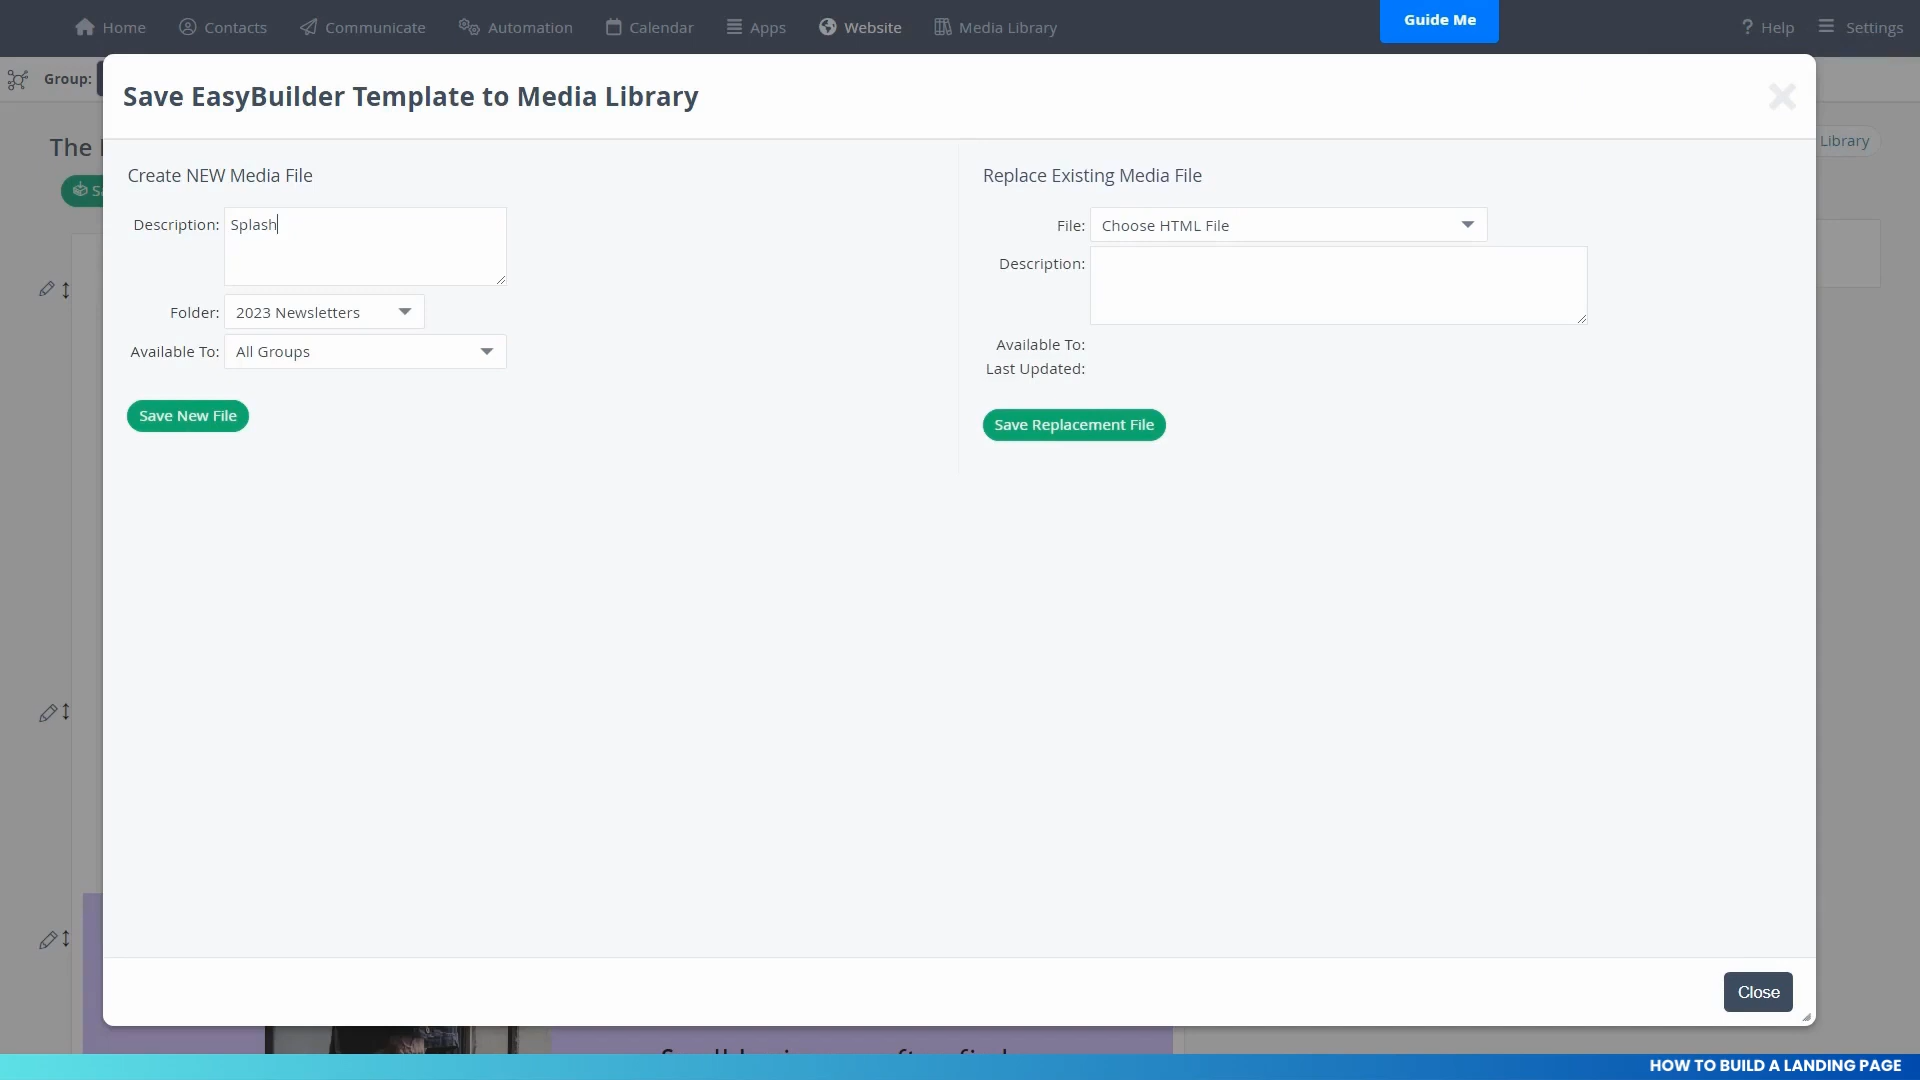 Home Contacts Communicate Automation Calendar Apps Website Media Library Guide Me ? Help Settings
Group:
Save EasyBuilder Template to Media Library
The
Library
Create NEW Media File
Description: Splash
Folder: 2023 Newsletters
Available To: All Groups
Save New File
Replace Existing Media File
File: Choose HTML File
Description:
Available To:
Last Updated:
Save Replacement File
Close
HOW TO BUILD A LANDING PAGE